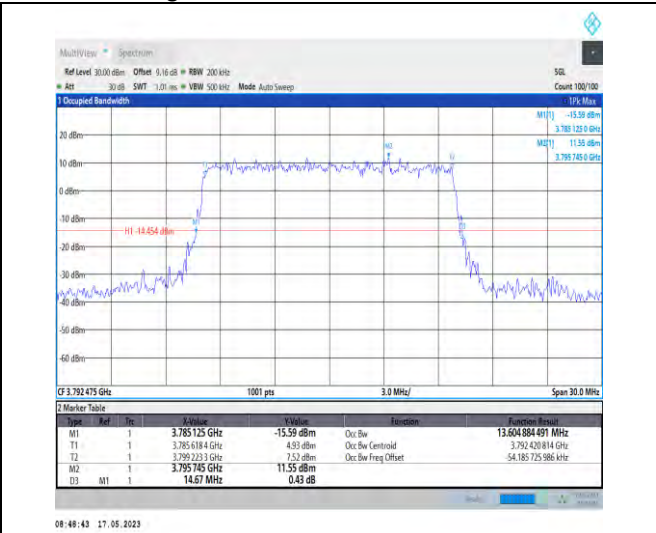 MultiView Spectrum
Ref Level 30.00 dBm Offset 9.16 dB RBW 200 kHz SGL
Att 30 dB SWT 1.01 ms VBW 500 kHz Mode Auto Sweep Count 100/100
1 Occupied Bandwidth 1Pk Max
M1[1] -15.59 dBm
3.785 125 0 GHz
M2[1] 11.55 dBm
3.795 745 0 GHz
20 dBm
M2
10 dBm
T1 T2
0 dBm
-10 dBm
M1
H1 -14.454 dBm
D3
-20 dBm
-30 dBm
-40 dBm
-50 dBm
-60 dBm
CF 3.792 475 GHz 1001 pts 3.0 MHz/ Span 30.0 MHz
2 Marker Table
Type Ref Trc X-Value Y-Value Function Function Result
M1 1 3.785 125 GHz -15.59 dBm Occ Bw 13.604 884 491 MHz
T1 1 3.785 618 4 GHz 4.93 dBm Occ Bw Centroid 3.792 420 814 GHz
T2 1 3.799 223 3 GHz 7.52 dBm Occ Bw Freq Offset -54.185 725 986 kHz
M2 1 3.795 745 GHz 11.55 dBm
D3 M1 1 14.67 MHz 0.43 dB
08:48:43 17.05.2023